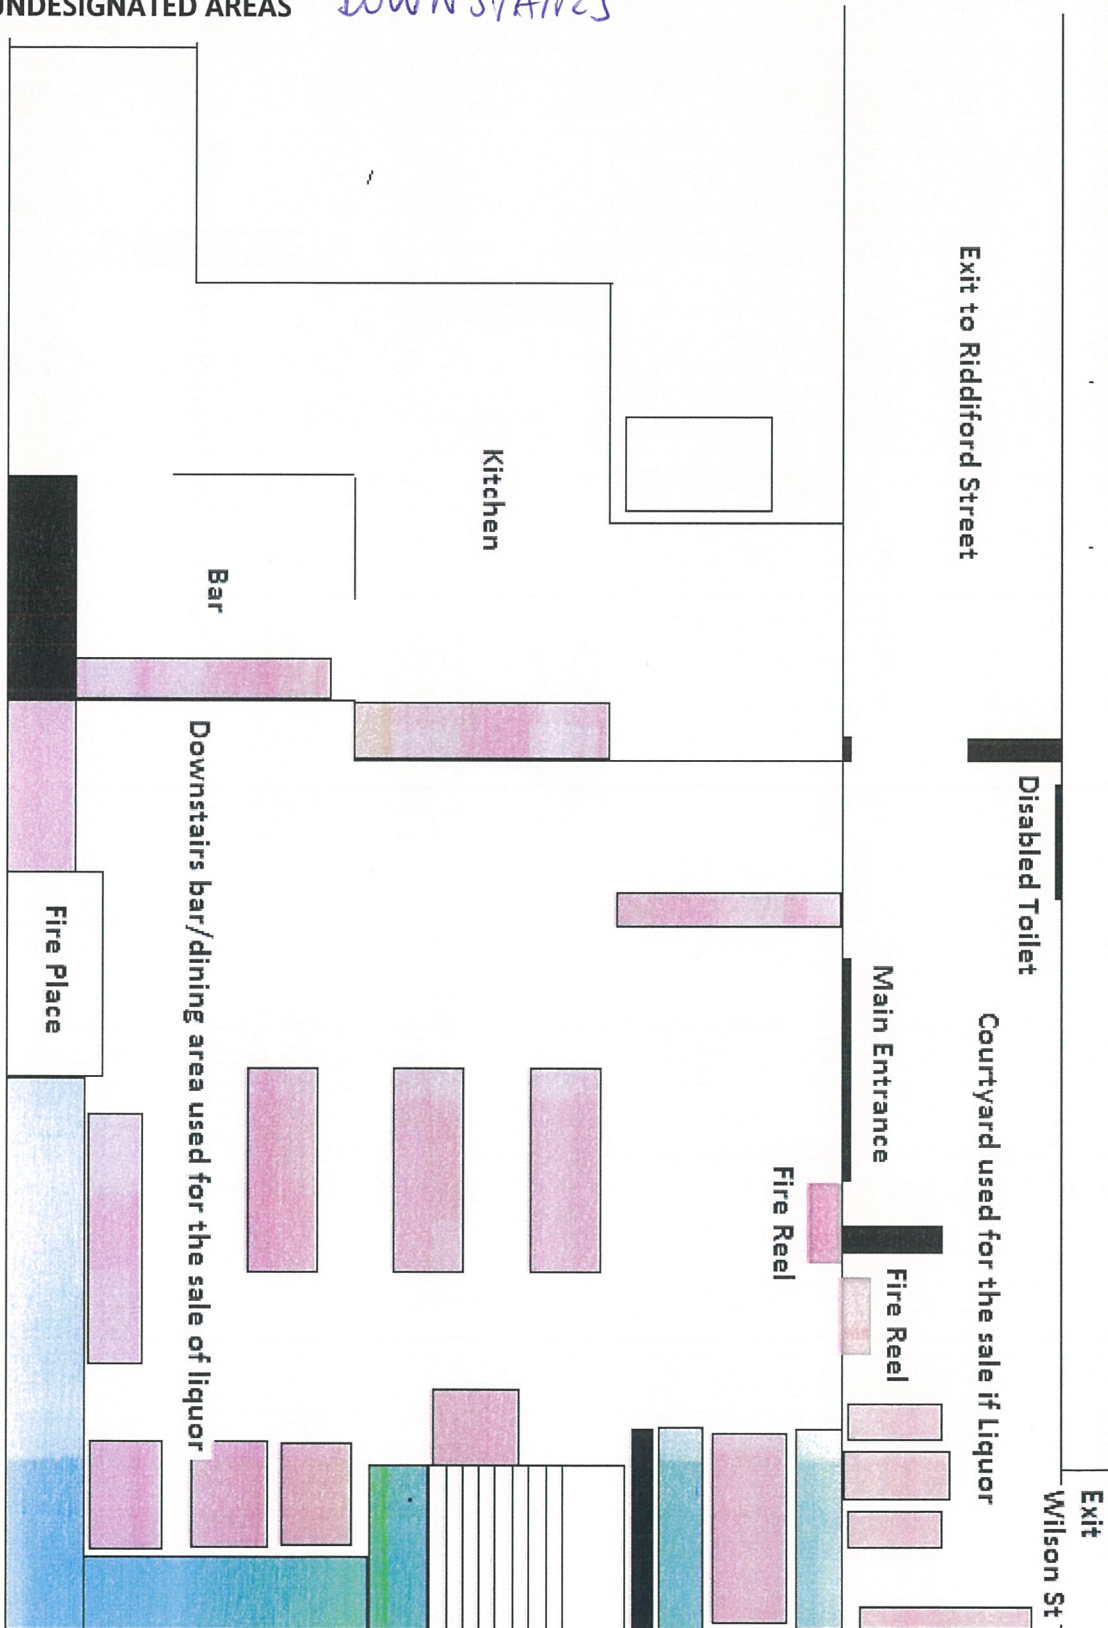 UNDESIGNATED AREAS DOWNSTAIRS
Exit to Riddiford Street
Kitchen
Bar
Disabled Toilet
Downstairs bar/dining area used for the sale of liquor
Fire Place
Main Entrance
Courtyard used for the sale if Liquor
Fire Reel
Fire Reel
Exit
Wilson St